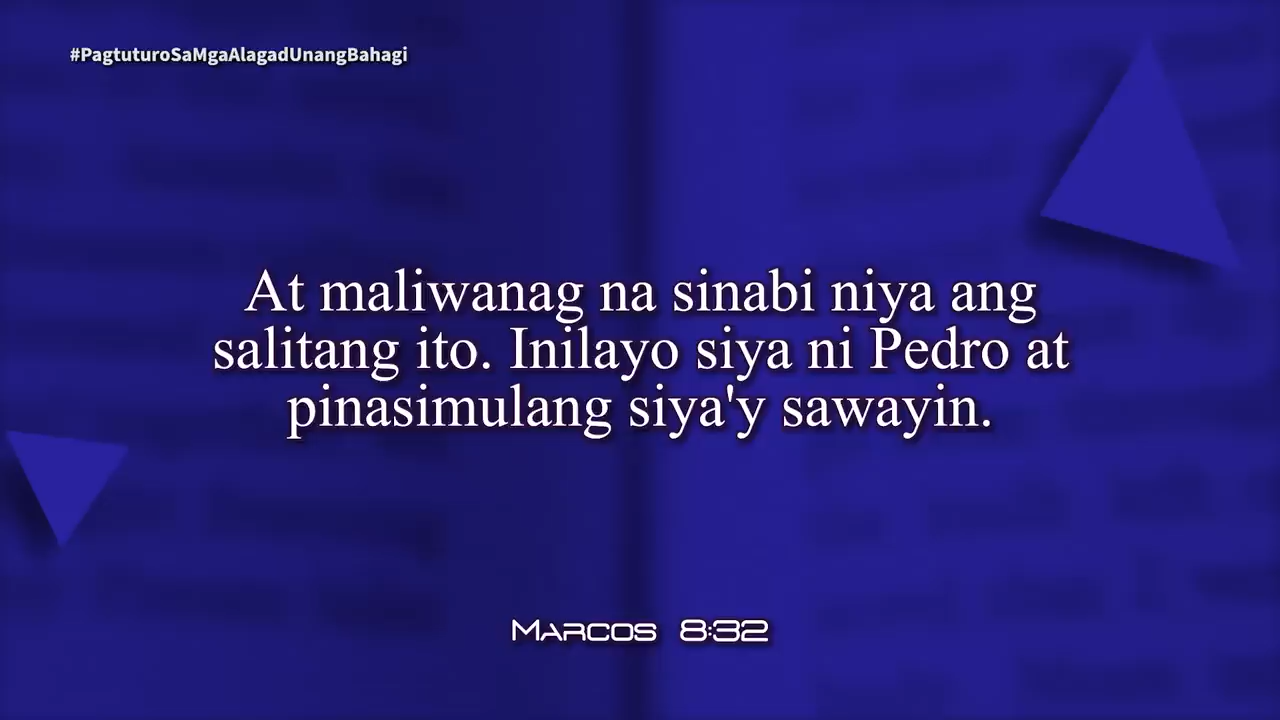 #PagtuturoSaMgaAlagadUnangBahagi
At maliwanag na sinabi niya ang
salitang ito. Inilayo siya ni Pedro at
pinasimulang siya'y sawayin.
Marcos 8:32